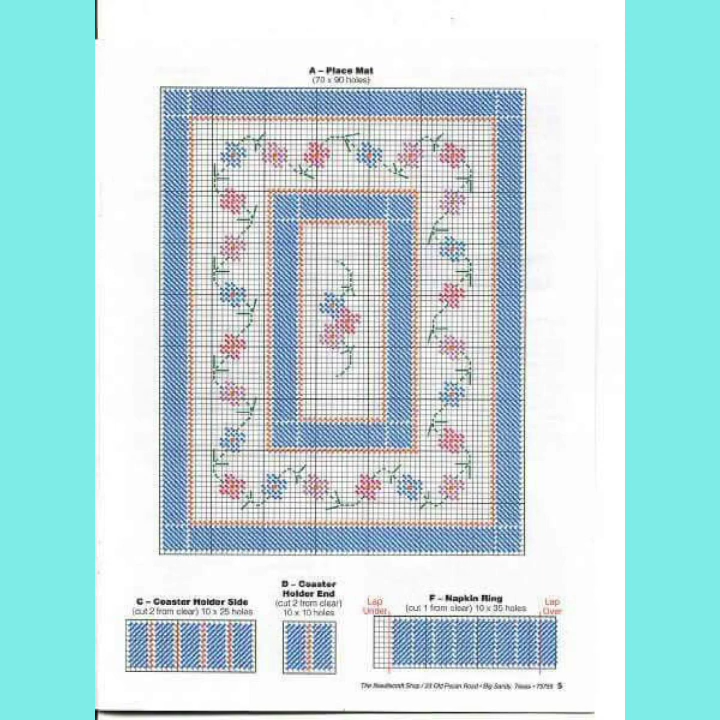 A – Place Mat
(70 x 90 holes)
C – Coaster Holder Side
(cut 2 from clear) 10 x 25 holes
D – Coaster
Holder End
(cut 2 from clear)
10 x 10 holes
Lap
Under
F – Napkin Ring
(cut 1 from clear) 10 x 35 holes
Lap
Over
The Needlecraft Shop / 23 Old Pecan Road • Big Sandy, Texas • 75755 5